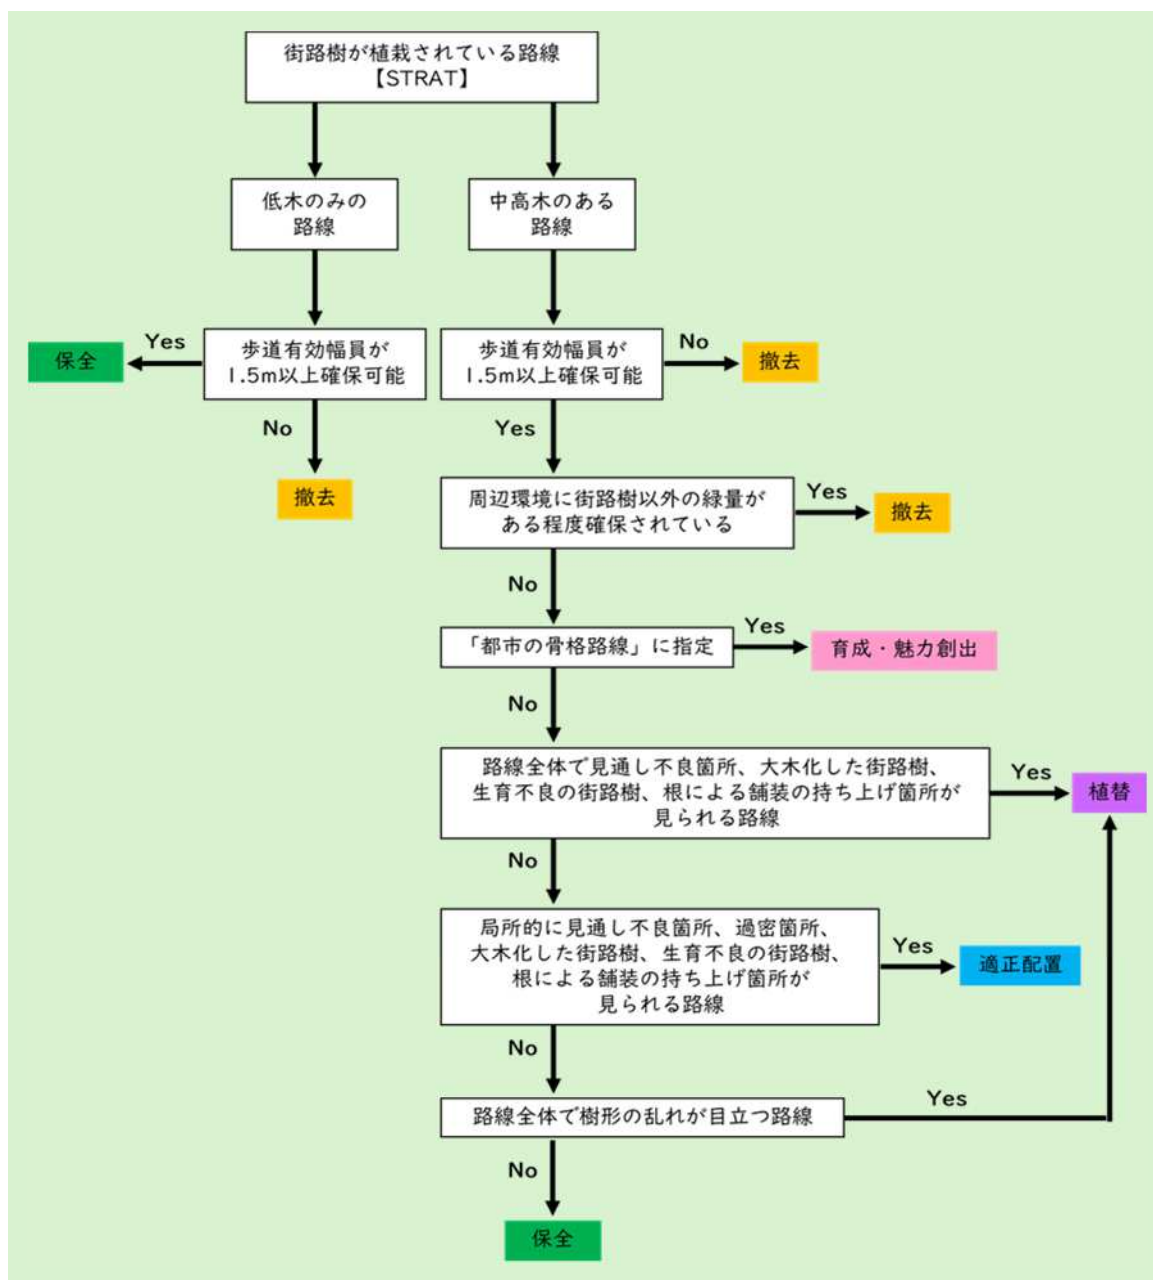 街路樹が植栽されている路線
【STRAT】
低木のみの
路線
中高木のある
路線
保全
Yes
歩道有効幅員が
1.5m以上確保可能
歩道有効幅員が
1.5m以上確保可能
No
撤去
No
撤去
Yes
周辺環境に街路樹以外の緑量が
ある程度確保されている
Yes
撤去
No
「都市の骨格路線」に指定
Yes
育成・魅力創出
No
路線全体で見通し不良箇所、大木化した街路樹、
生育不良の街路樹、根による舗装の持ち上げ箇所が
見られる路線
Yes
植替
No
局所的に見通し不良箇所、過密箇所、
大木化した街路樹、生育不良の街路樹、
根による舗装の持ち上げ箇所が
見られる路線
Yes
適正配置
No
路線全体で樹形の乱れが目立つ路線
Yes
No
保全